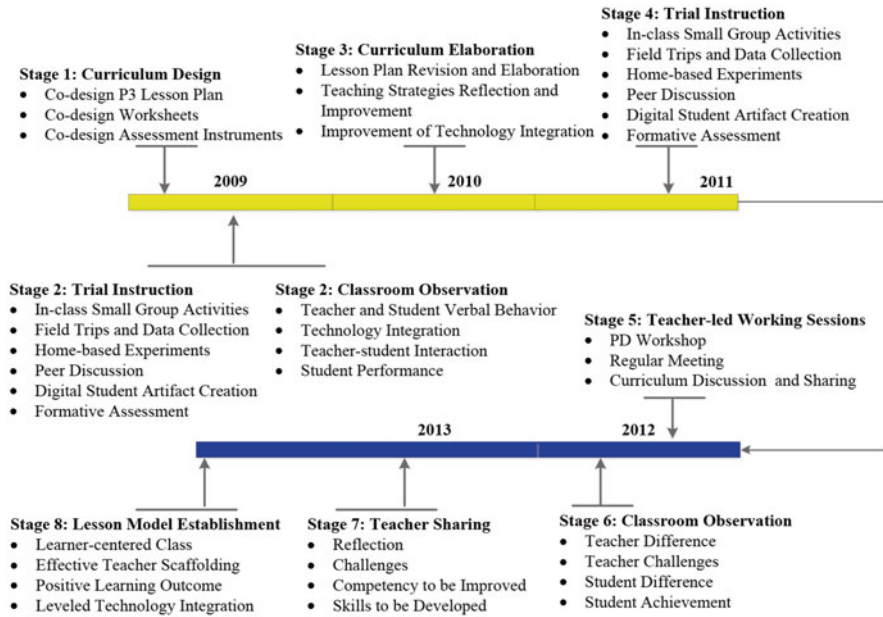 Stage 1: Curriculum Design
• Co-design P3 Lesson Plan
• Co-design Worksheets
• Co-design Assessment Instruments
Stage 3: Curriculum Elaboration
• Lesson Plan Revision and Elaboration
• Teaching Strategies Reflection and
Improvement
• Improvement of Technology Integration
Stage 4: Trial Instruction
• In-class Small Group Activities
• Field Trips and Data Collection
• Home-based Experiments
• Peer Discussion
• Digital Student Artifact Creation
• Formative Assessment
2009
2010
2011
Stage 2: Trial Instruction
• In-class Small Group Activities
• Field Trips and Data Collection
• Home-based Experiments
• Peer Discussion
• Digital Student Artifact Creation
• Formative Assessment
Stage 2: Classroom Observation
• Teacher and Student Verbal Behavior
• Technology Integration
• Teacher-student Interaction
• Student Performance
Stage 5: Teacher-led Working Sessions
• PD Workshop
• Regular Meeting
• Curriculum Discussion and Sharing
2013
2012
Stage 8: Lesson Model Establishment
• Learner-centered Class
• Effective Teacher Scaffolding
• Positive Learning Outcome
• Leveled Technology Integration
Stage 7: Teacher Sharing
• Reflection
• Challenges
• Competency to be Improved
• Skills to be Developed
Stage 6: Classroom Observation
• Teacher Difference
• Teacher Challenges
• Student Difference
• Student Achievement